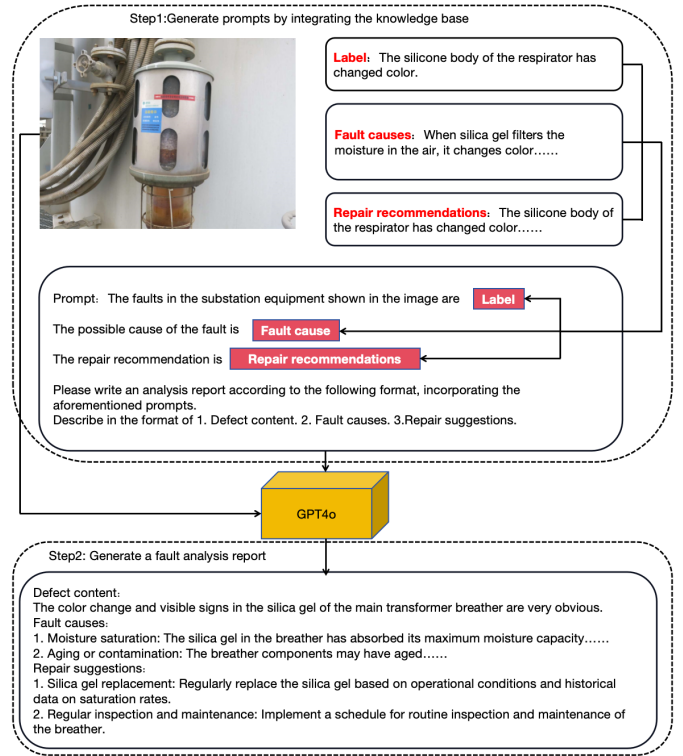 Step1:Generate prompts by integrating the knowledge base
Label：The silicone body of the respirator has
changed color.
Fault causes：When silica gel filters the
moisture in the air, it changes color……
Repair recommendations：The silicone body of
the respirator has changed color……
Prompt：The faults in the substation equipment shown in the image are Label
The possible cause of the fault is Fault cause
The repair recommendation is Repair recommendations
Please write an analysis report according to the following format, incorporating the
aforementioned prompts.
Describe in the format of 1. Defect content. 2. Fault causes. 3.Repair suggestions.
GPT4o
Step2: Generate a fault analysis report
Defect content：
The color change and visible signs in the silica gel of the main transformer breather are very obvious.
Fault causes：
1. Moisture saturation: The silica gel in the breather has absorbed its maximum moisture capacity……
2. Aging or contamination: The breather components may have aged……
Repair suggestions：
1. Silica gel replacement: Regularly replace the silica gel based on operational conditions and historical
data on saturation rates.
2. Regular inspection and maintenance: Implement a schedule for routine inspection and maintenance of
the breather.